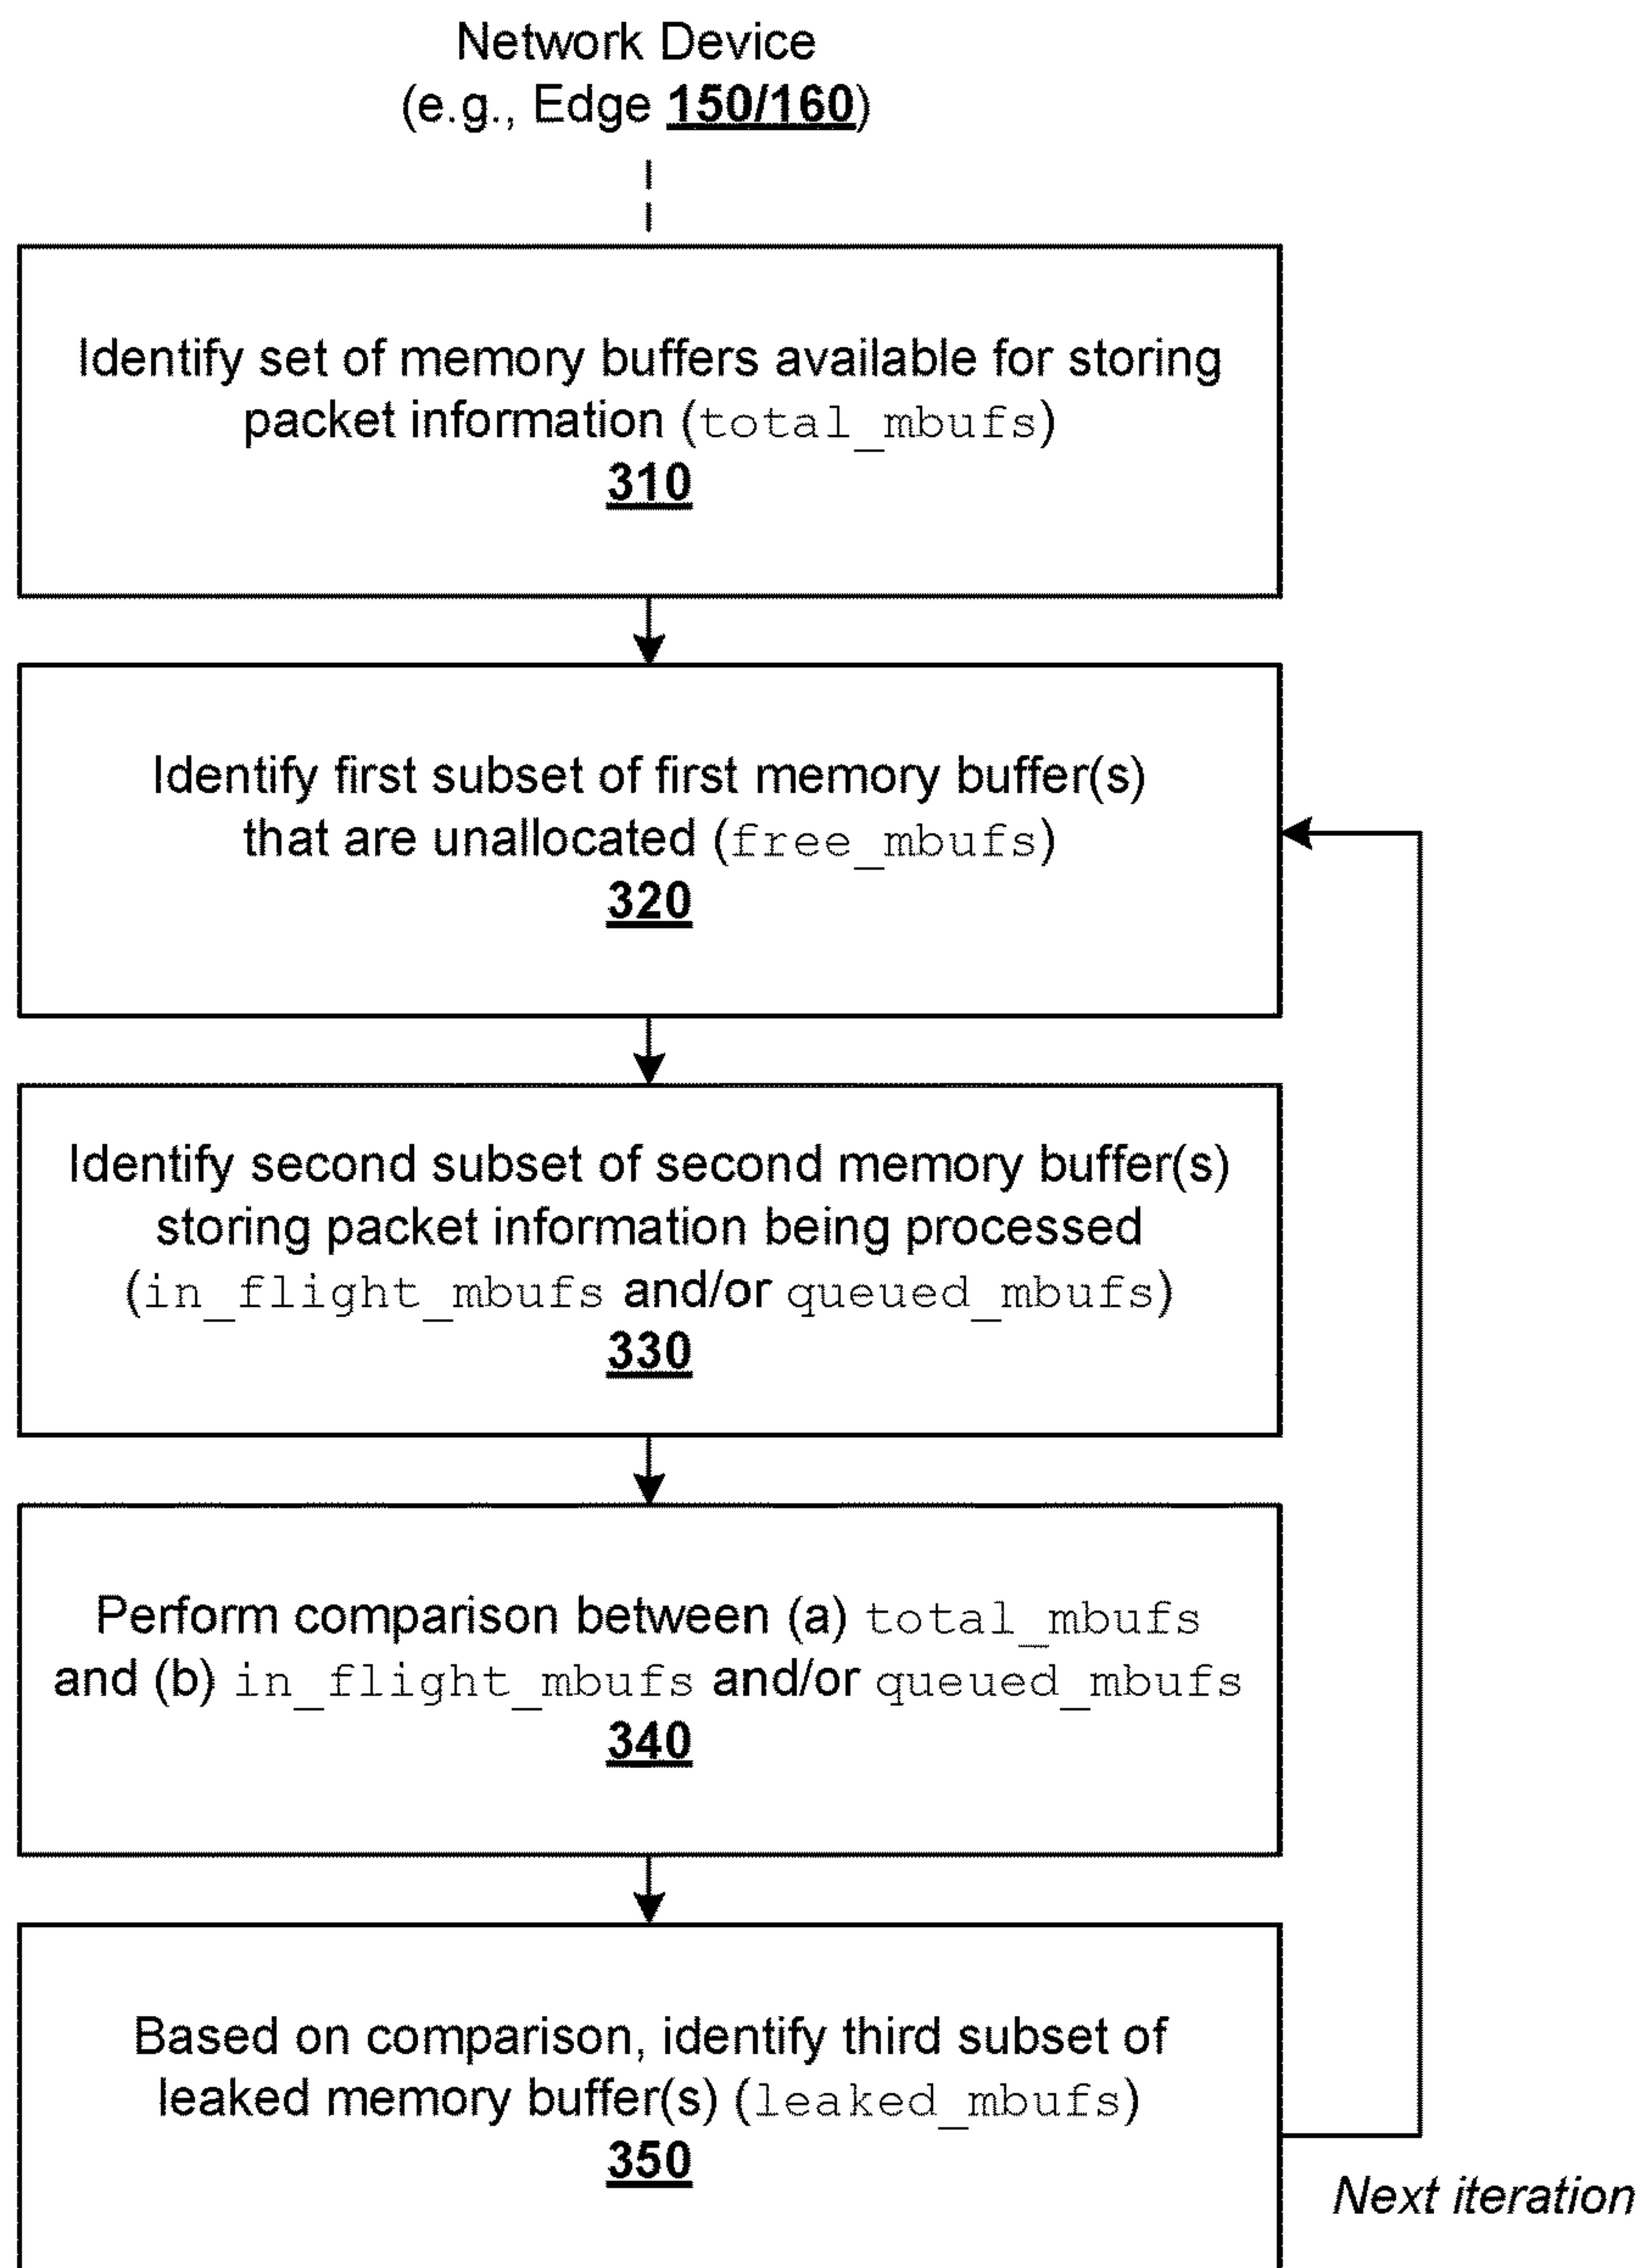 Network Device
(e.g., Edge 150/160)
Identify set of memory buffers available for storing
packet information (total_mbufs)
310
Identify first subset of first memory buffer(s)
that are unallocated (free_mbufs)
320
Identify second subset of second memory buffer(s)
storing packet information being processed
(in_flight_mbufs and/or queued_mbufs)
330
Perform comparison between (a) total_mbufs
and (b) in_flight_mbufs and/or queued_mbufs
340
Based on comparison, identify third subset of
leaked memory buffer(s) (leaked_mbufs)
350
Next iteration